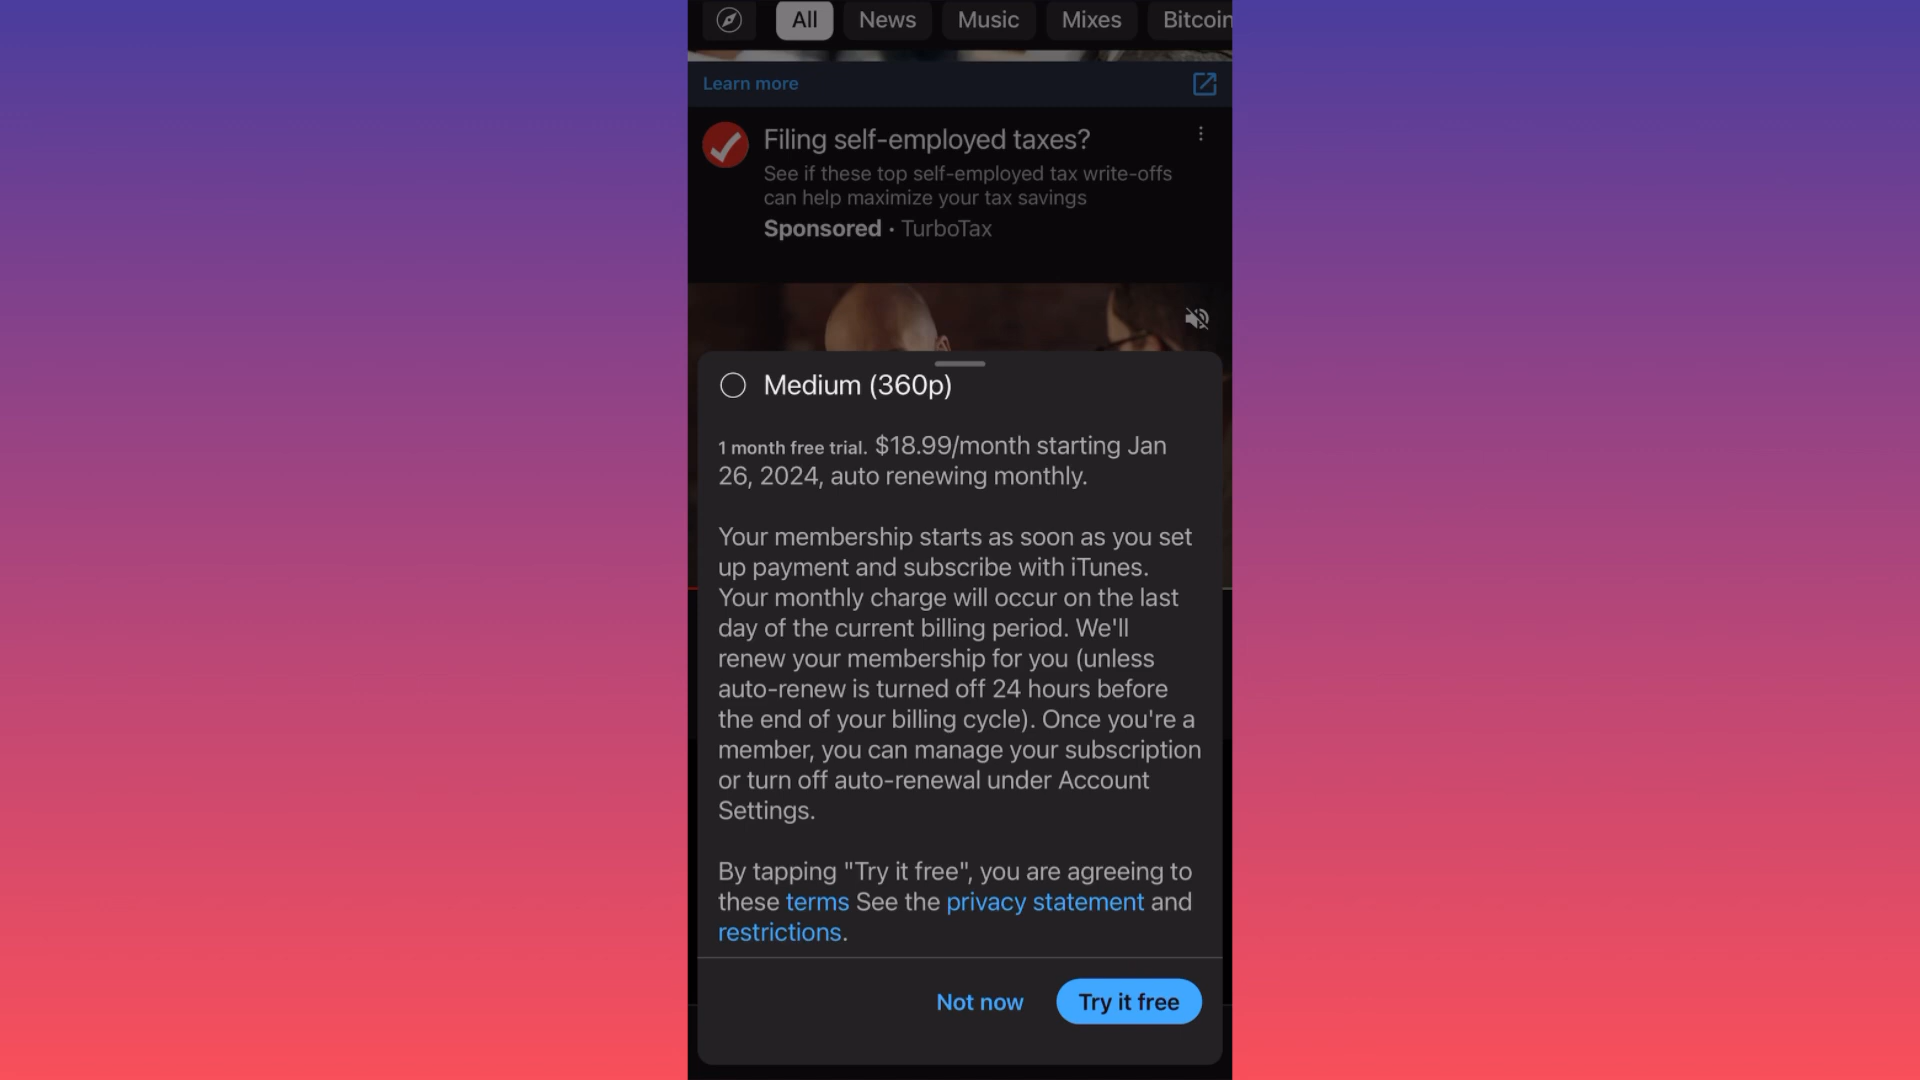 All
News
Music
Mixes
Bitcoin
Learn more
Filing self-employed taxes?
See if these top self-employed tax write-offs
can help maximize your tax savings
Sponsored · TurboTax
Medium (360p)
1 month free trial. $18.99/month starting Jan
26, 2024, auto renewing monthly.
Your membership starts as soon as you set
up payment and subscribe with iTunes.
Your monthly charge will occur on the last
day of the current billing period. We'll
renew your membership for you (unless
auto-renew is turned off 24 hours before
the end of your billing cycle). Once you're a
member, you can manage your subscription
or turn off auto-renewal under Account
Settings.
By tapping "Try it free", you are agreeing to
these terms See the privacy statement and
restrictions.
Not now
Try it free